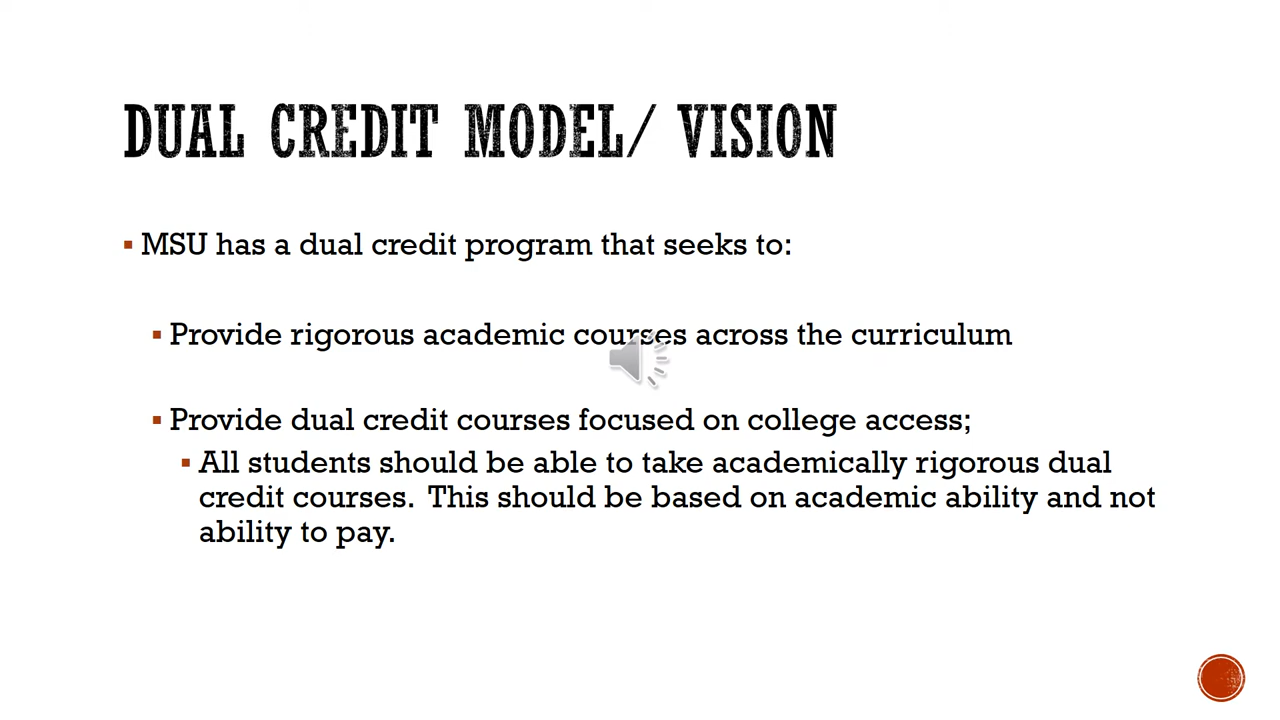 DUAL CREDIT MODEL/ VISION
MSU has a dual credit program that seeks to:
Provide rigorous academic courses across the curriculum
Provide dual credit courses focused on college access;
All students should be able to take academically rigorous dual
credit courses.  This should be based on academic ability and not
ability to pay.